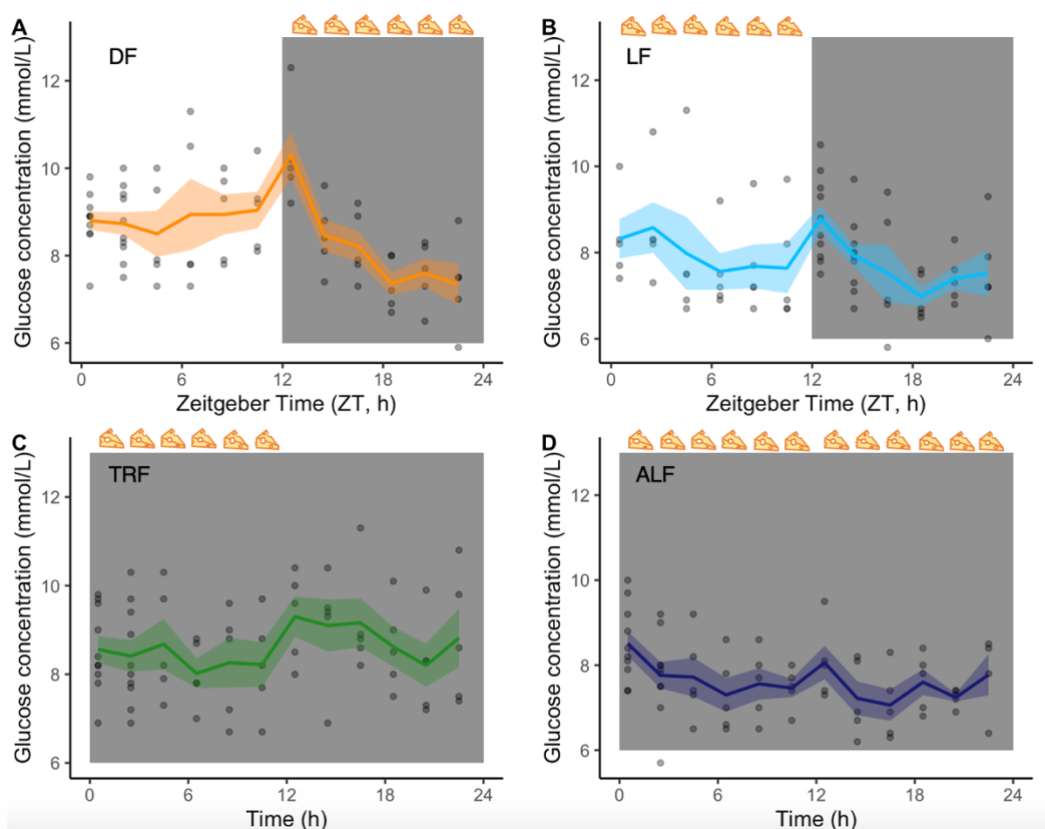 A
DF
Glucose concentration (mmol/L)
12
10
8
6
0 6 12 18 24
Zeitgeber Time (ZT, h)
B
LF
Glucose concentration (mmol/L)
12
10
8
6
0 6 12 18 24
Zeitgeber Time (ZT, h)
C
TRF
Glucose concentration (mmol/L)
12
10
8
6
0 6 12 18 24
Time (h)
D
ALF
Glucose concentration (mmol/L)
12
10
8
6
0 6 12 18 24
Time (h)